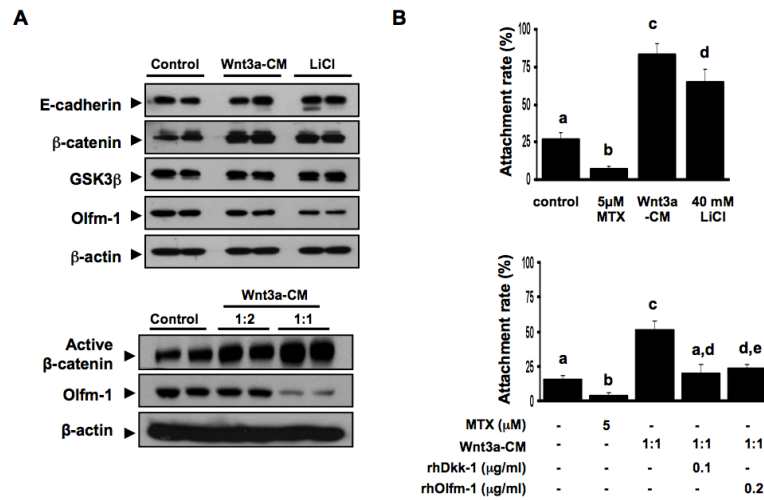 A
Control Wnt3a-CM LiCl
E-cadherin
β-catenin
GSK3β
Olfm-1
β-actin
Wnt3a-CM
Control 1:2 1:1
Active
β-catenin
Olfm-1
β-actin
B
Attachment rate (%)
100
75
50
25
0
a b c d
control 5μM MTX Wnt3a -CM 40 mM LiCl
Attachment rate (%)
100
75
50
25
0
a b c a,d d,e
MTX (μM) - 5 - - -
Wnt3a-CM - - 1:1 1:1 1:1
rhDkk-1 (μg/ml) - - - 0.1 -
rhOlfm-1 (μg/ml) - - - - 0.2